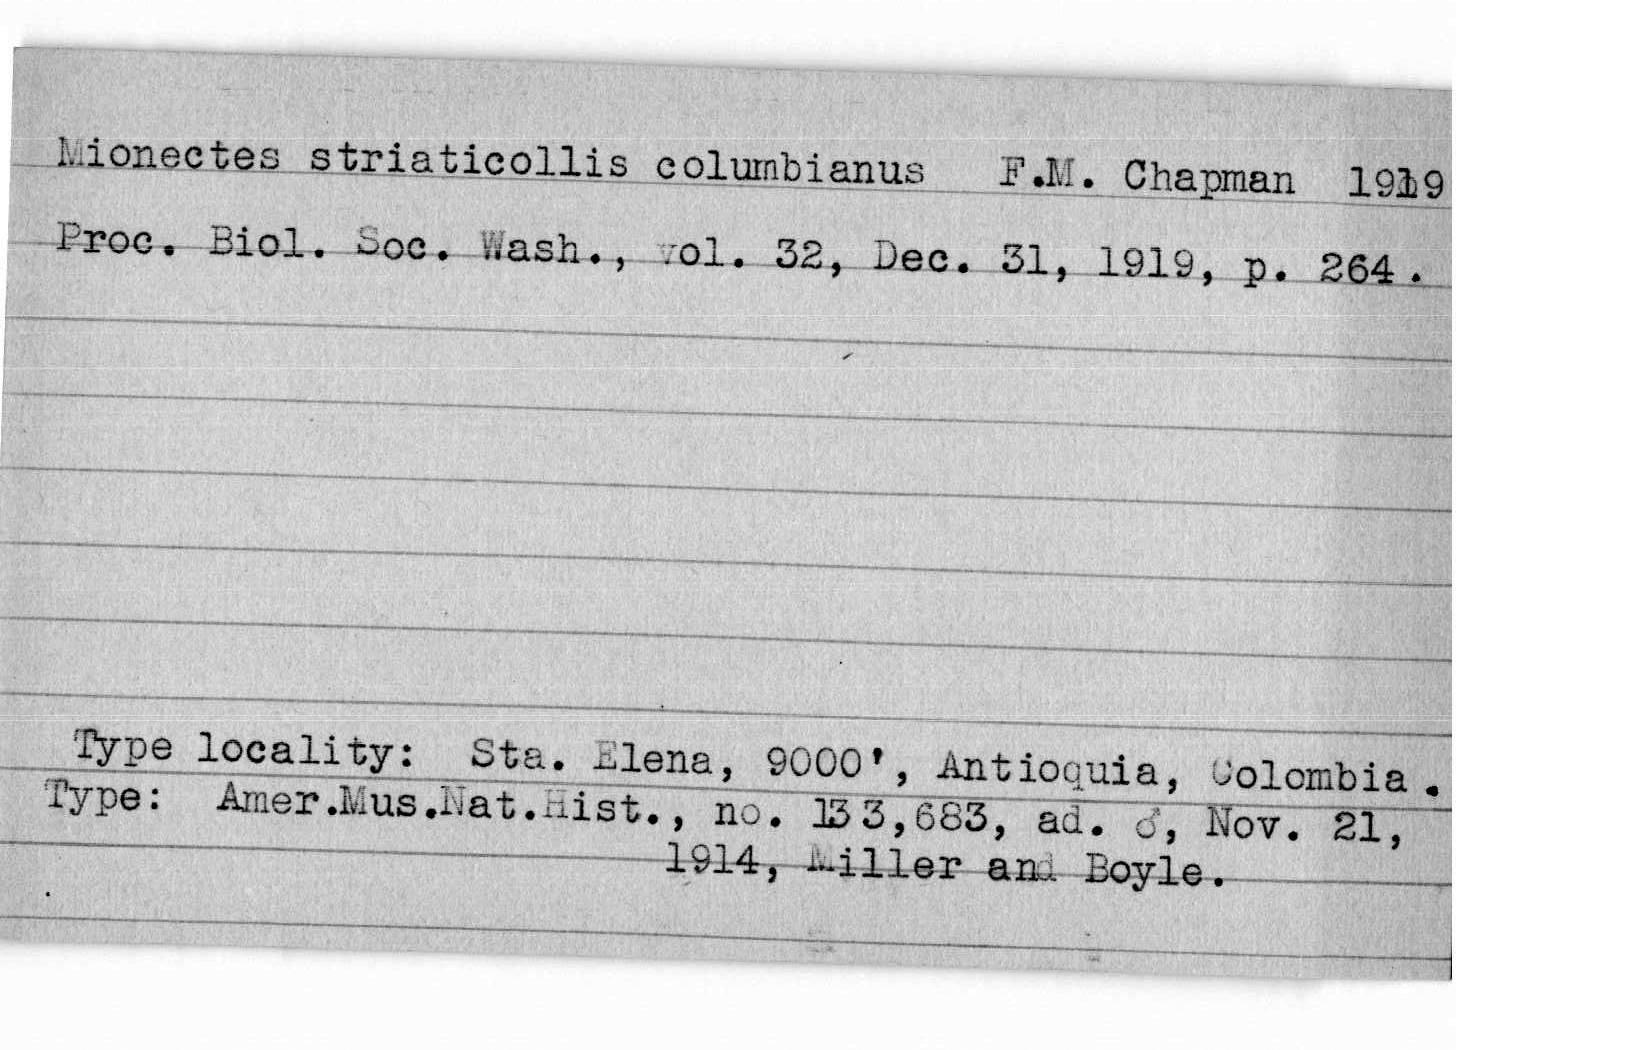 Mionectes striaticollis columbianus F.M. Chapman 1919
Proc. Biol. Soc. Wash., vol. 32, Dec. 31, 1919, p. 264.
Type locality: Sta. Elena, 9000', Antioquia, Colombia.
Type: Amer.Mus.Nat.Hist., no. 133,683, ad. ♂, Nov. 21,
1914, Miller and Boyle.